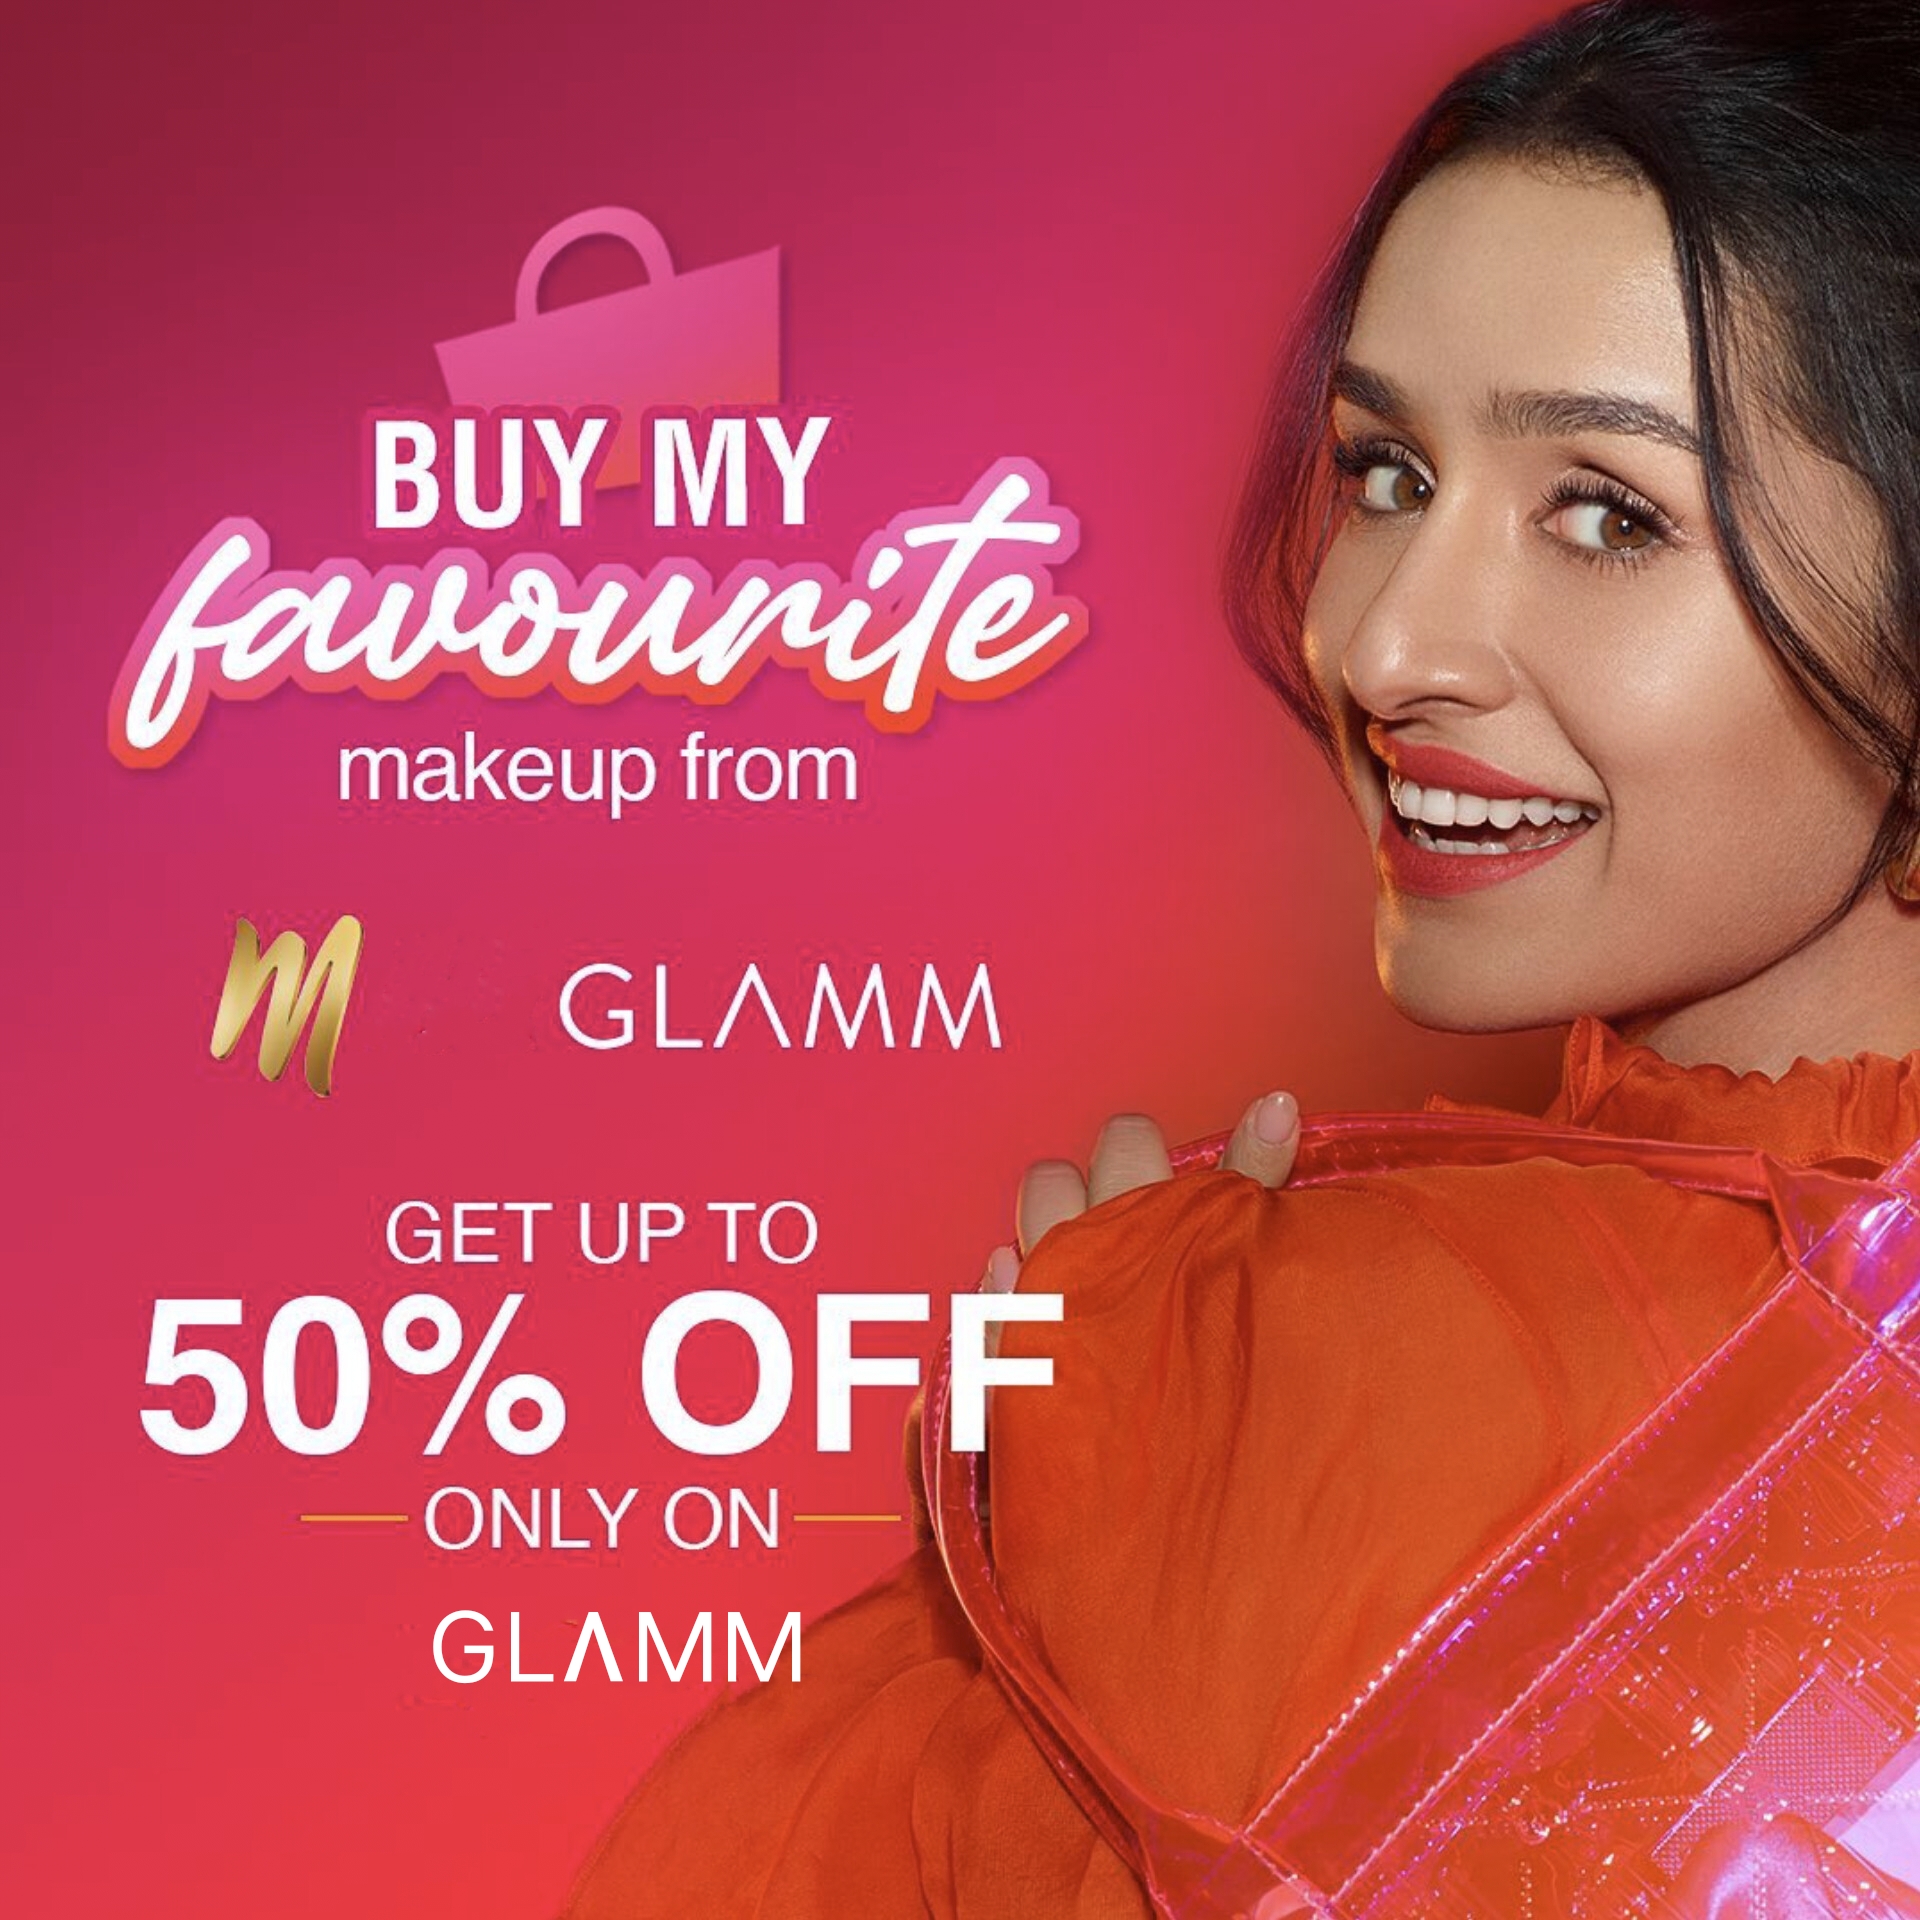 BUY MY
favourite
makeup from
M GLAMM
GET UP TO
50% OFF
ONLY ON
GLAMM